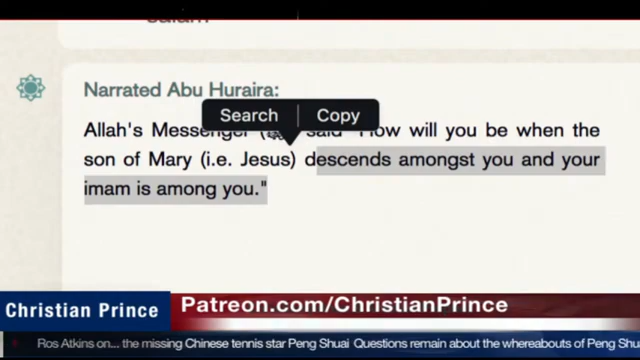 Narrated Abu Huraira:
Search Copy
Allah's Messenger said "How will you be when the
son of Mary (i.e. Jesus) descends amongst you and your
imam is among you."
Christian Prince
Patreon.com/ChristianPrince
Ros Atkins on... the missing Chinese tennis star Peng Shuai Questions remain about the whereabouts of Peng Shu